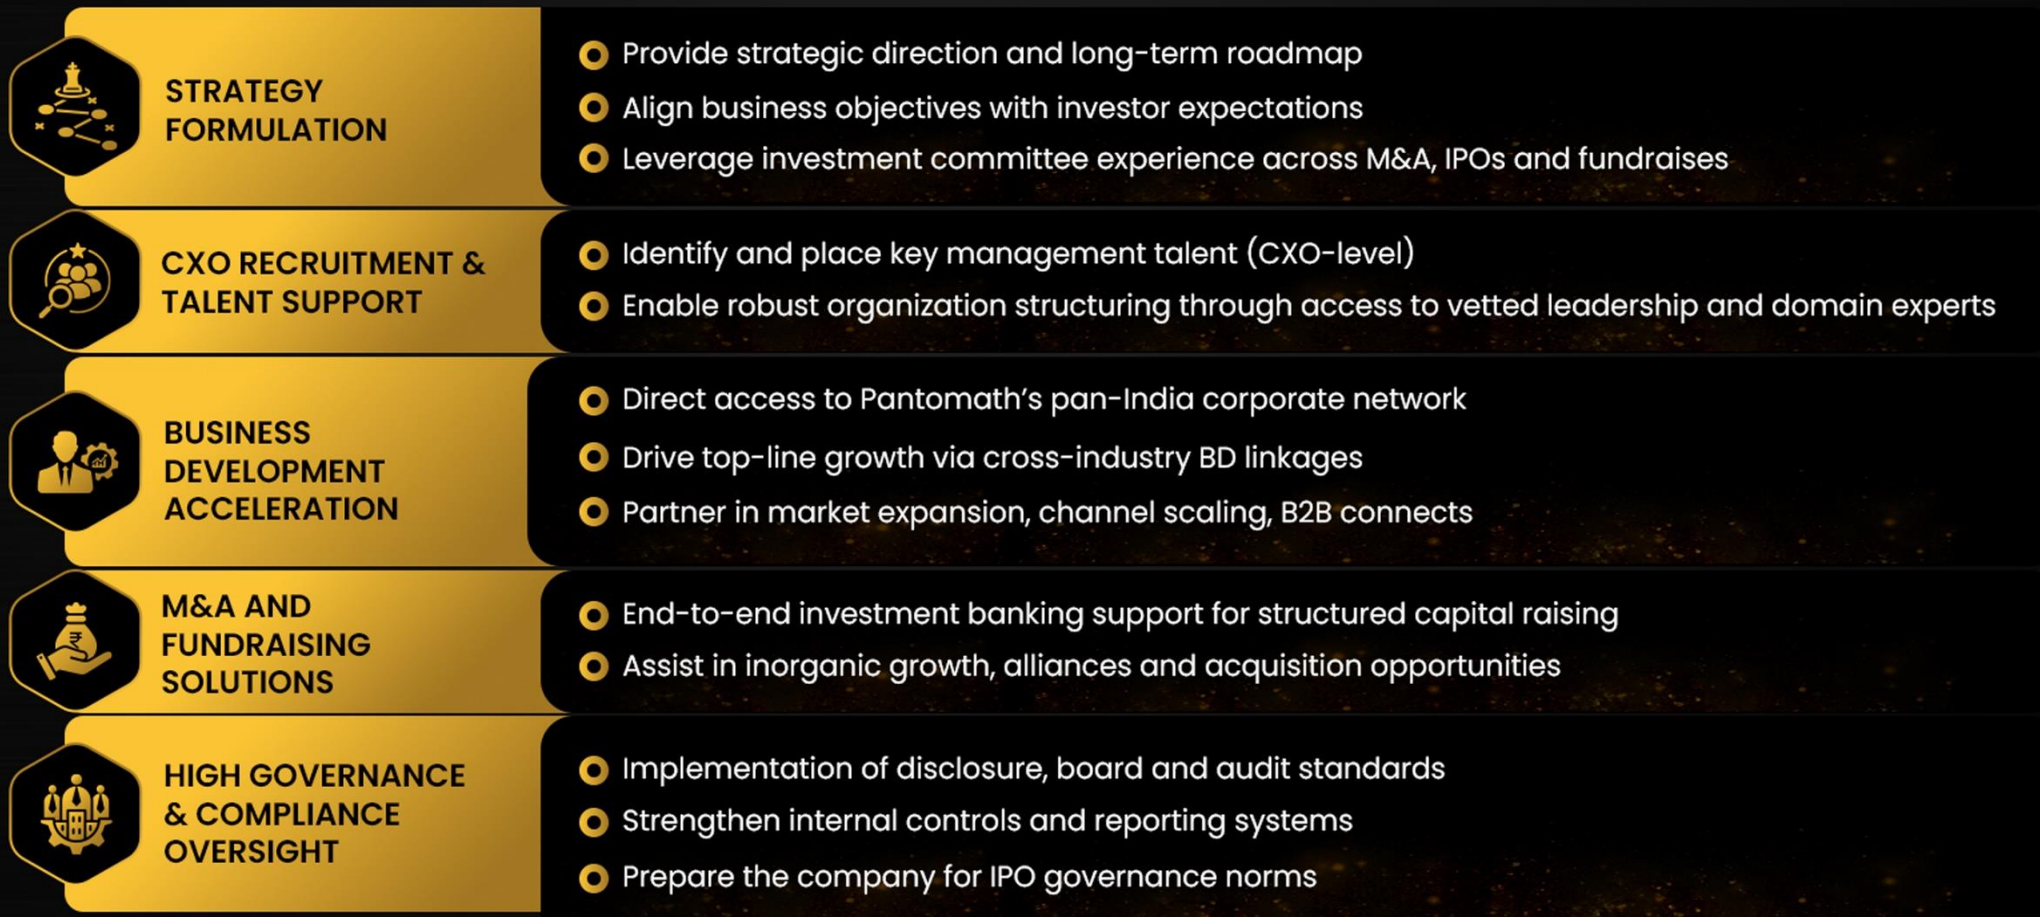 STRATEGY
FORMULATION
Provide strategic direction and long-term roadmap
Align business objectives with investor expectations
Leverage investment committee experience across M&A, IPOs and fundraises
CXO RECRUITMENT &
TALENT SUPPORT
Identify and place key management talent (CXO-level)
Enable robust organization structuring through access to vetted leadership and domain experts
BUSINESS
DEVELOPMENT
ACCELERATION
Direct access to Pantomath’s pan-India corporate network
Drive top-line growth via cross-industry BD linkages
Partner in market expansion, channel scaling, B2B connects
M&A AND
FUNDRAISING
SOLUTIONS
₹
End-to-end investment banking support for structured capital raising
Assist in inorganic growth, alliances and acquisition opportunities
HIGH GOVERNANCE
& COMPLIANCE
OVERSIGHT
Implementation of disclosure, board and audit standards
Strengthen internal controls and reporting systems
Prepare the company for IPO governance norms